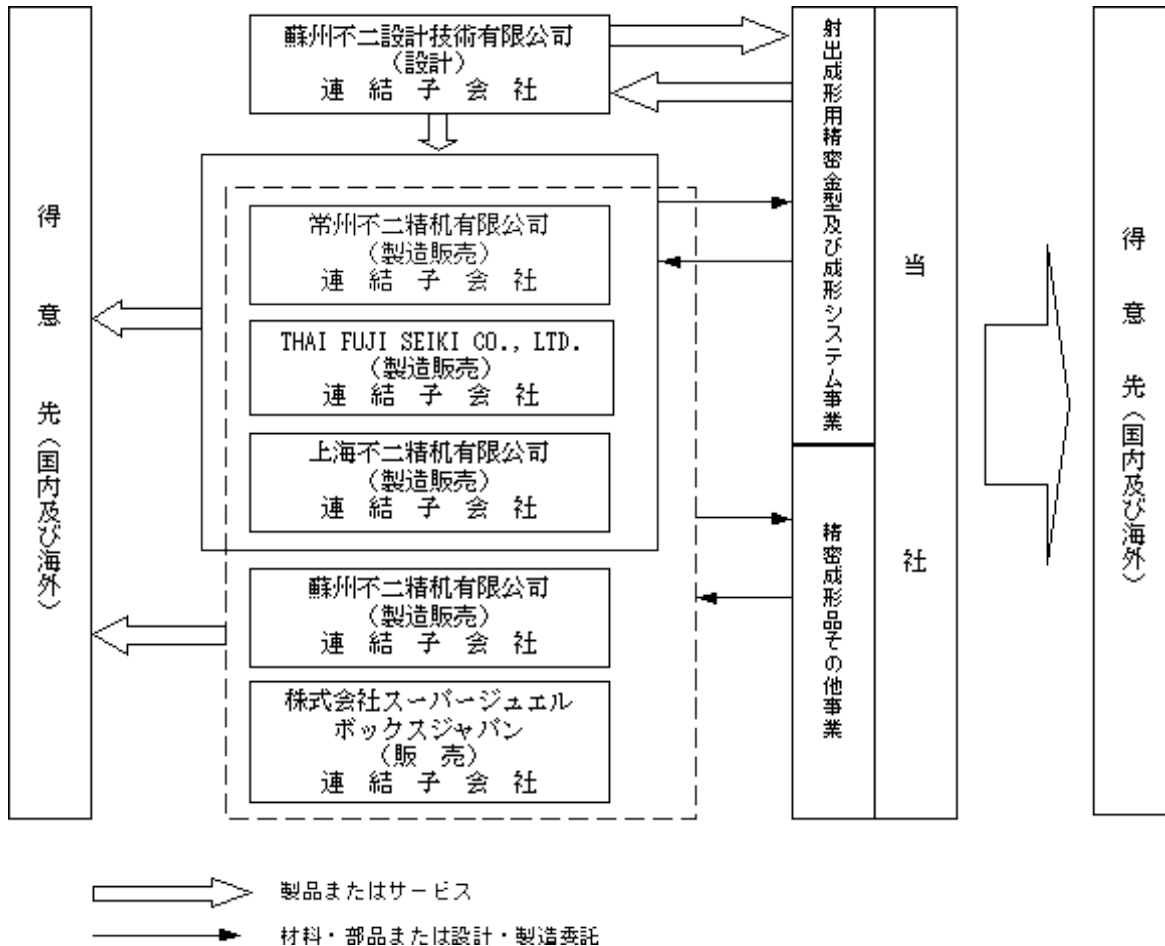 得意先（国内及び海外）
蘇州不二設計技術有限公司
（設計）
連結子会社
常州不二精机有限公司
（製造販売）
連結子会社
THAI FUJI SEIKI CO., LTD.
（製造販売）
連結子会社
上海不二精机有限公司
（製造販売）
連結子会社
蘇州不二精机有限公司
（製造販売）
連結子会社
株式会社スーパージュエル
ボックスジャパン
（販　売）
連結子会社
射出成形用精密金型及び成形システム事業
精密成形品その他事業
当社
得意先（国内及び海外）
製品またはサービス
材料・部品または設計・製造委託